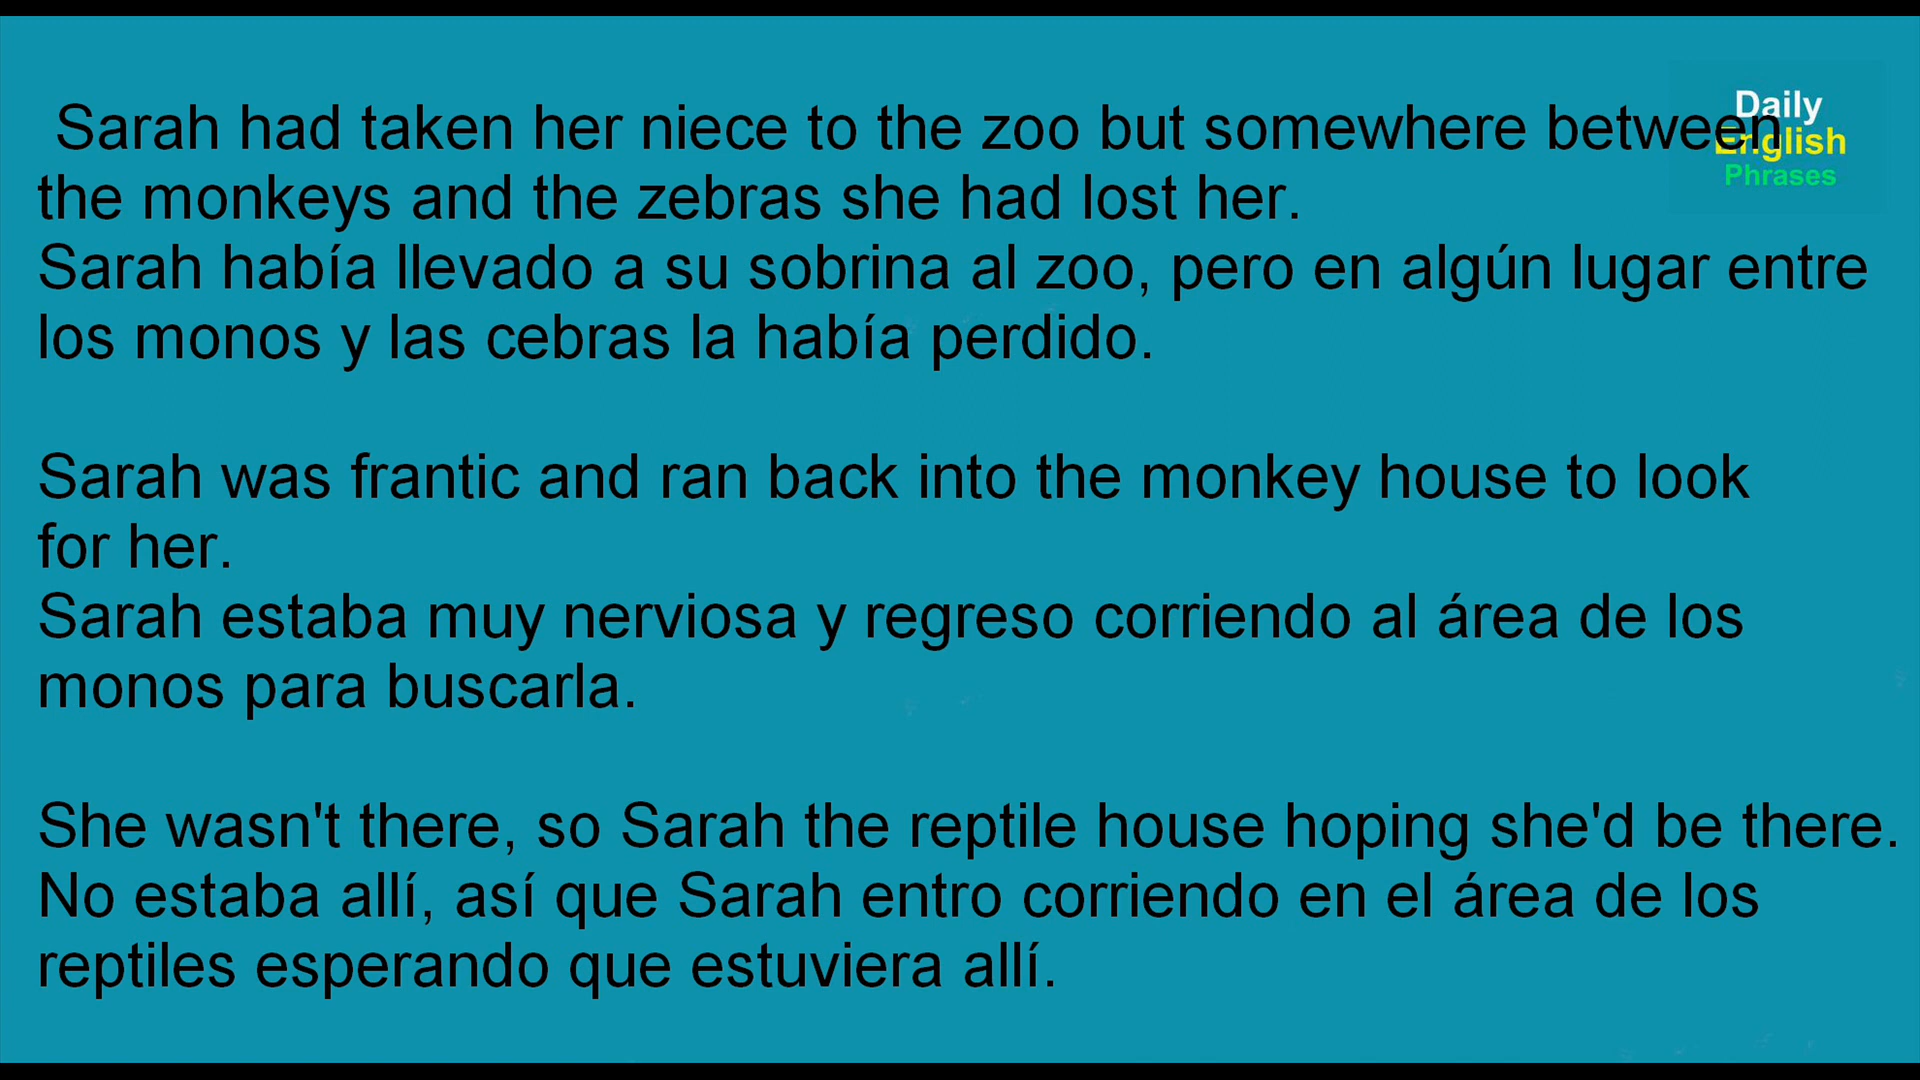 Daily
English
Phrases
Sarah had taken her niece to the zoo but somewhere between
the monkeys and the zebras she had lost her.
Sarah había llevado a su sobrina al zoo, pero en algún lugar entre
los monos y las cebras la había perdido.
Sarah was frantic and ran back into the monkey house to look
for her.
Sarah estaba muy nerviosa y regreso corriendo al área de los
monos para buscarla.
She wasn't there, so Sarah the reptile house hoping she'd be there.
No estaba allí, así que Sarah entro corriendo en el área de los
reptiles esperando que estuviera allí.